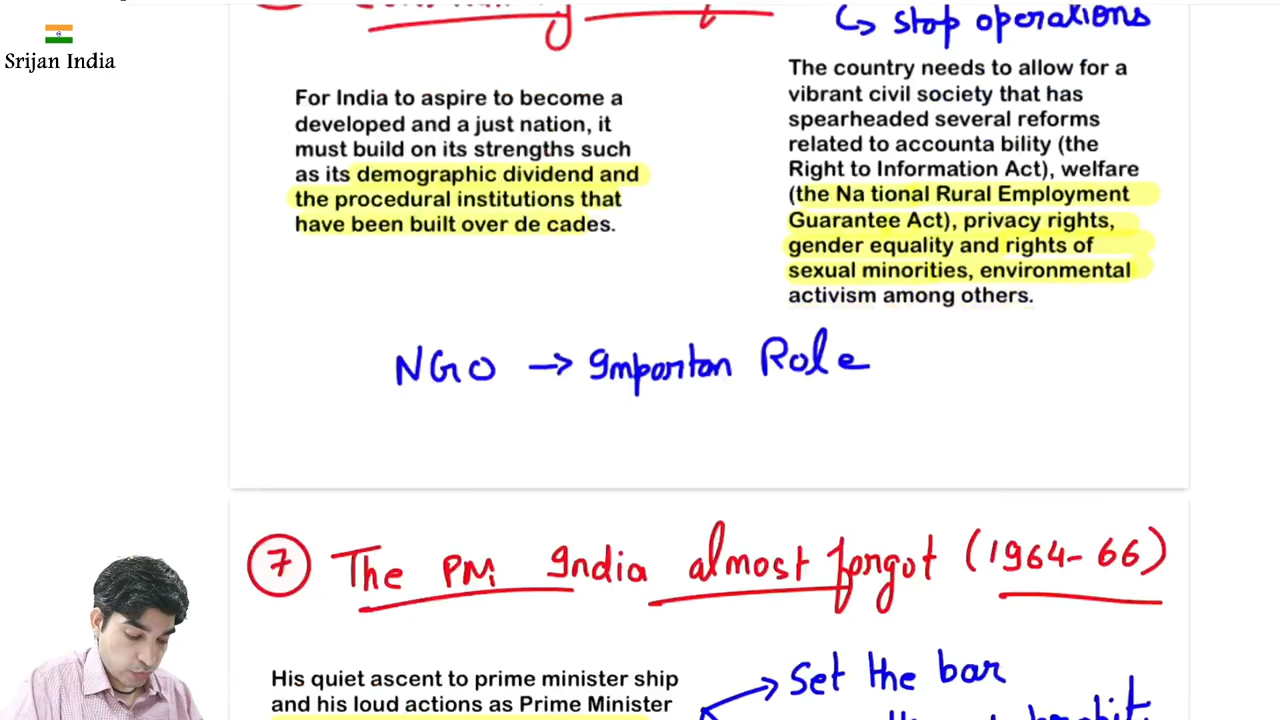 Srijan India
stop operations
For India to aspire to become a
developed and a just nation, it
must build on its strengths such
as its demographic dividend and
the procedural institutions that
have been built over de cades.
The country needs to allow for a
vibrant civil society that has
spearheaded several reforms
related to accounta bility (the
Right to Information Act), welfare
(the Na tional Rural Employment
Guarantee Act), privacy rights,
gender equality and rights of
sexual minorities, environmental
activism among others.
NGO → Importan Role
7 The PM India almost forgot (1964-66)
His quiet ascent to prime minister ship
and his loud actions as Prime Minister
Set the bar